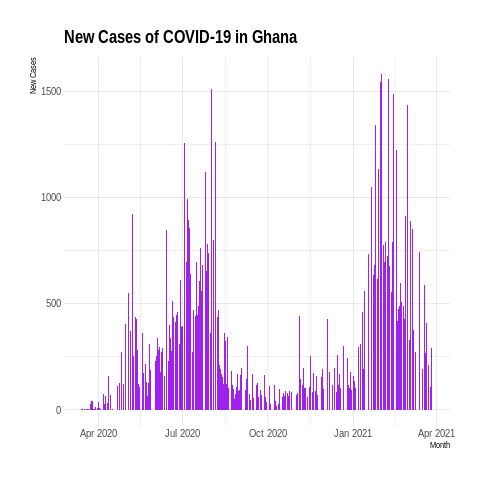 New Cases of COVID-19 in Ghana
New Cases
1500
1000
500
0
Apr 2020 Jul 2020 Oct 2020 Jan 2021 Apr 2021
Month